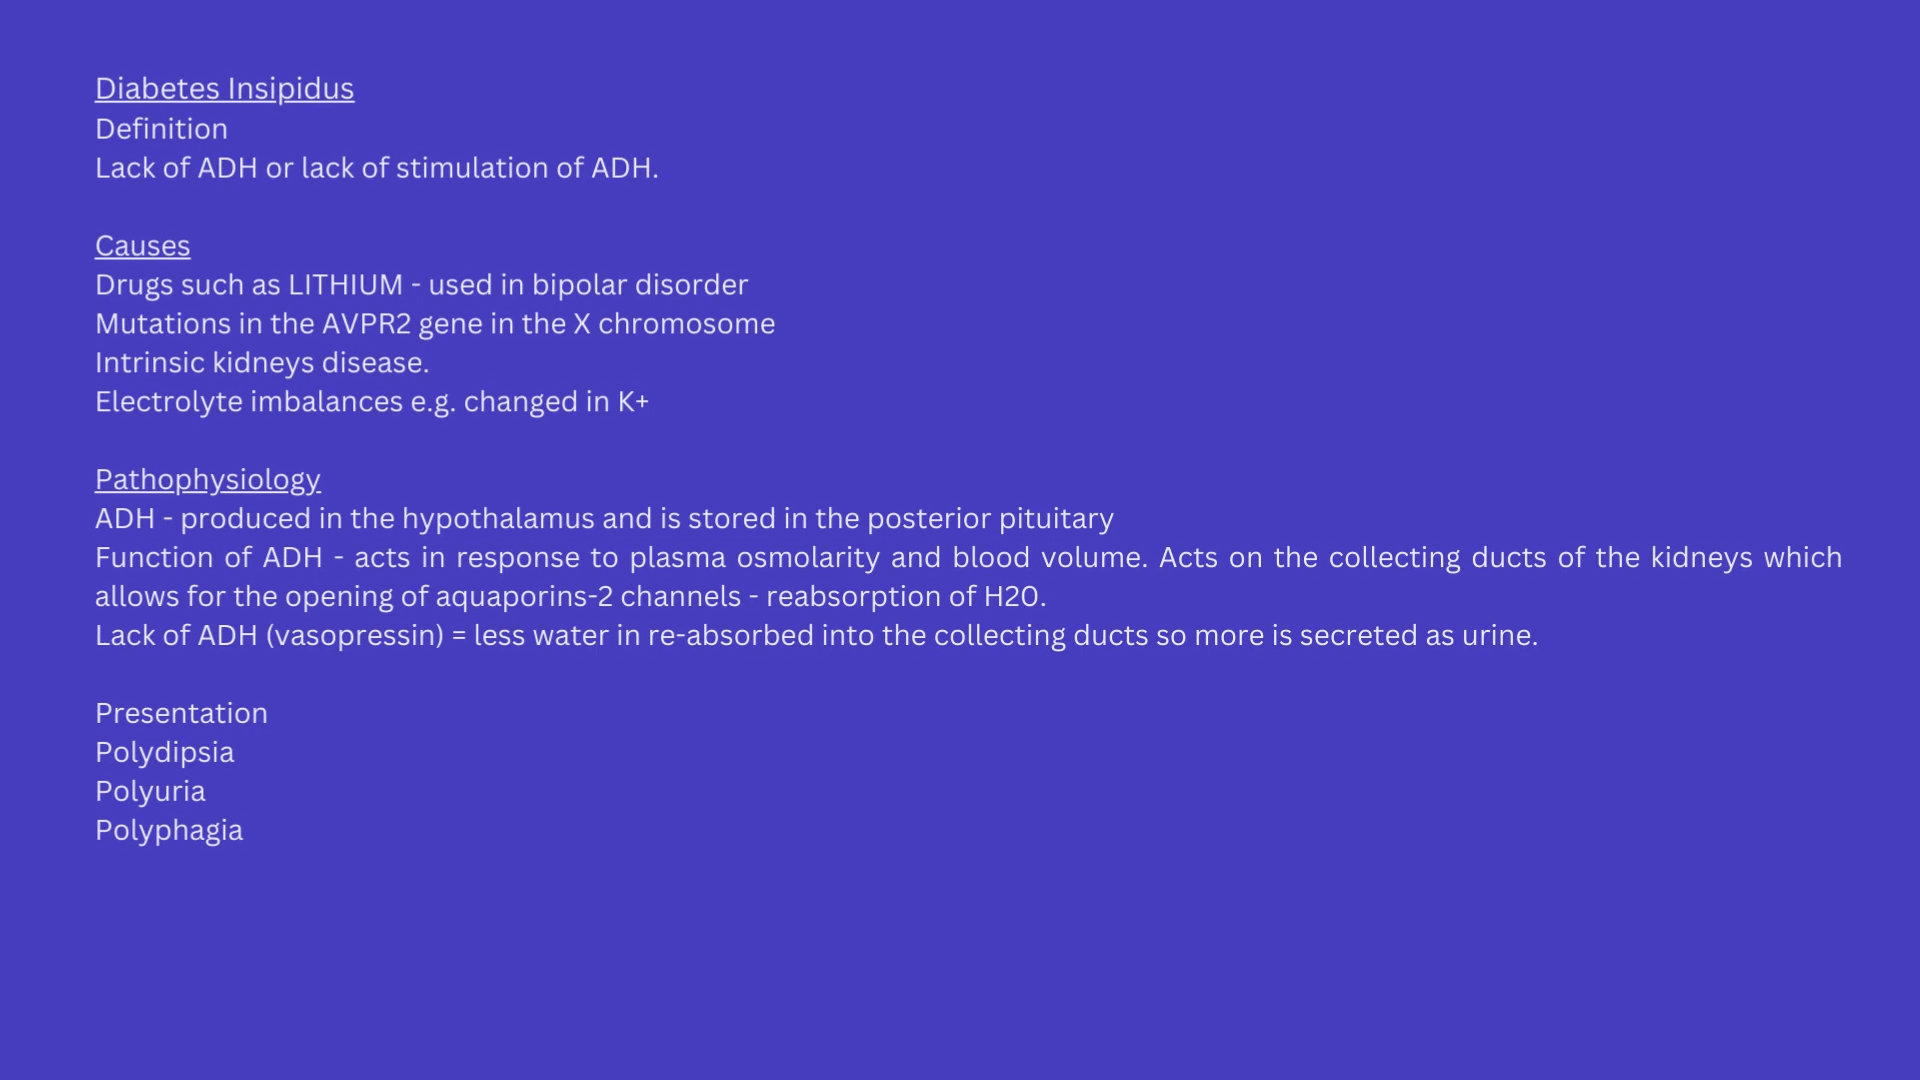 Diabetes Insipidus
Definition
Lack of ADH or lack of stimulation of ADH.
Causes
Drugs such as LITHIUM - used in bipolar disorder
Mutations in the AVPR2 gene in the X chromosome
Intrinsic kidneys disease.
Electrolyte imbalances e.g. changed in K+
Pathophysiology
ADH - produced in the hypothalamus and is stored in the posterior pituitary
Function of ADH - acts in response to plasma osmolarity and blood volume. Acts on the collecting ducts of the kidneys which
allows for the opening of aquaporins-2 channels - reabsorption of H20.
Lack of ADH (vasopressin) = less water in re-absorbed into the collecting ducts so more is secreted as urine.
Presentation
Polydipsia
Polyuria
Polyphagia